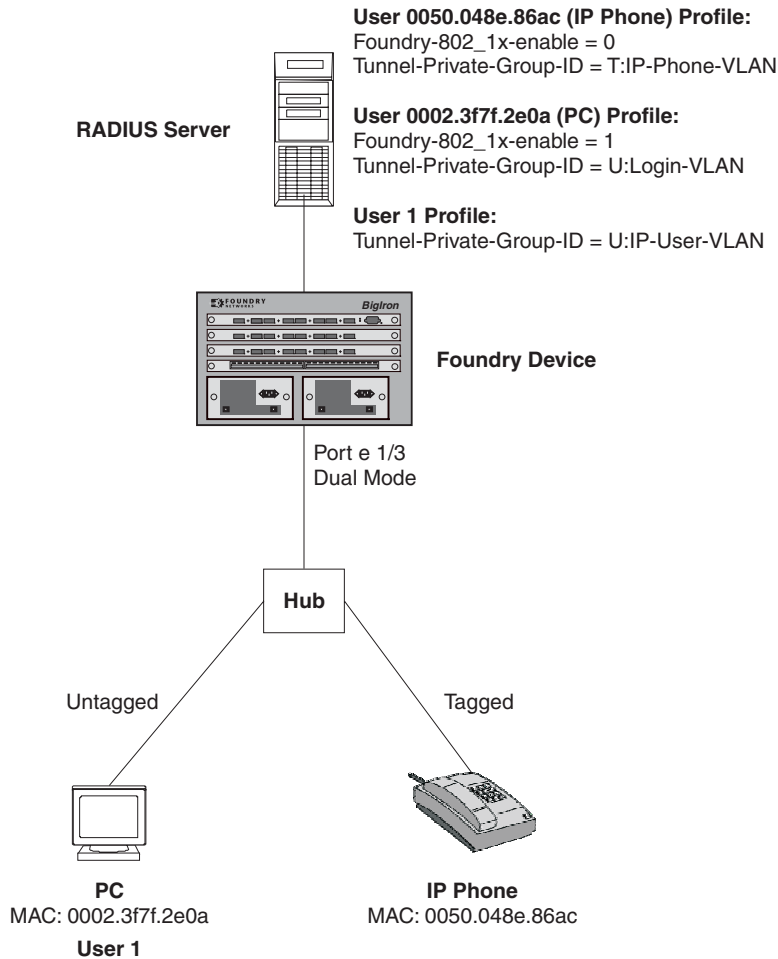 User 0050.048e.86ac (IP Phone) Profile:
Foundry-802_1x-enable = 0
Tunnel-Private-Group-ID = T:IP-Phone-VLAN
User 0002.3f7f.2e0a (PC) Profile:
Foundry-802_1x-enable = 1
Tunnel-Private-Group-ID = U:Login-VLAN
User 1 Profile:
Tunnel-Private-Group-ID = U:IP-User-VLAN
RADIUS Server
FOUNDRY
NETWORKS
BigIron
Foundry Device
Port e 1/3
Dual Mode
Hub
Untagged
Tagged
PC
MAC: 0002.3f7f.2e0a
User 1
IP Phone
MAC: 0050.048e.86ac